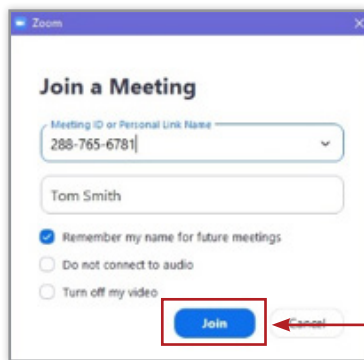 Zoom
Join a Meeting
Meeting ID or Personal Link Name
288-765-6781
Tom Smith
Remember my name for future meetings
Do not connect to audio
Turn off my video
Join Cancel